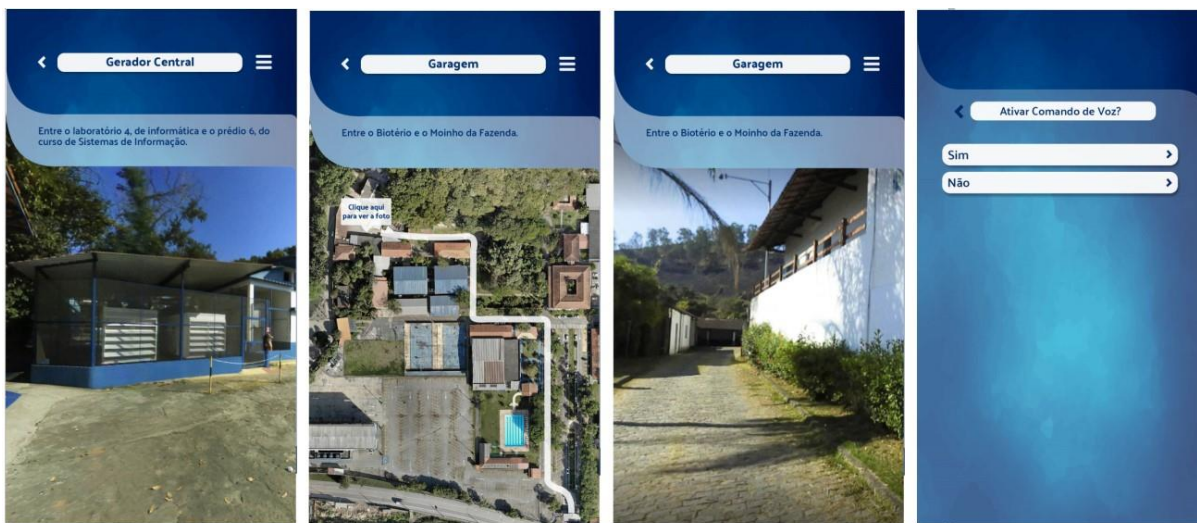 Gerador Central
Entre o laboratório 4, de informática e o prédio 6, do
curso de Sistemas de Informação.
Garagem
Entre o Biotério e o Moinho da Fazenda.
Clique aqui
para ver a foto
Garagem
Entre o Biotério e o Moinho da Fazenda.
Ativar Comando de Voz?
Sim
Não